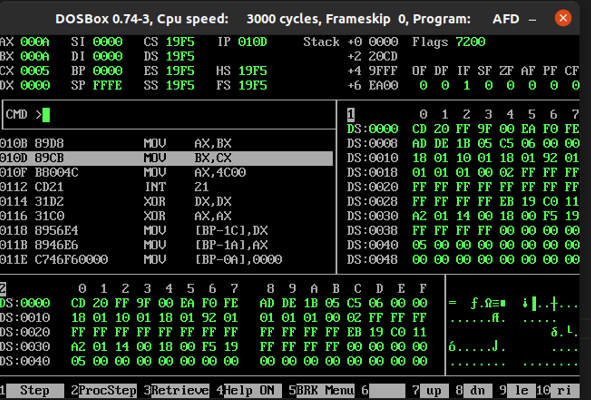 DOSBox 0.74-3, Cpu speed: 3000 cycles, Frameskip 0, Program: AFD
AX 000A SI 0000 CS 19F5 IP 010D Stack +0 0000 Flags 7200
BX 000A DI 0000 DS 19F5 +2 20CD
CX 0005 BP 0000 ES 19F5 HS 19F5 +4 9FFF OF DF IF SF ZF AF PF CF
DX 0000 SP FFFE SS 19F5 FS 19F5 +6 EA00 0 0 1 0 0 0 0 0
CMD >
1 0 1 2 3 4 5 6 7
DS:0000 CD 20 FF 9F 00 EA F0 FE
DS:0008 AD DE 1B 05 C5 06 00 00
DS:0010 18 01 10 01 18 01 92 01
DS:0018 01 01 01 00 02 FF FF FF
DS:0020 FF FF FF FF FF FF FF FF
DS:0028 FF FF FF FF EB 19 C0 11
DS:0030 A2 01 14 00 18 00 F5 19
DS:0038 FF FF FF FF 00 00 00 00
DS:0040 05 00 00 00 00 00 00 00
DS:0048 00 00 00 00 00 00 00 00
010B 89D8 MOV AX,BX
010D 89CB MOV BX,CX
010F B8004C MOV AX,4C00
0112 CD21 INT 21
0114 31D2 XOR DX,DX
0116 31C0 XOR AX,AX
0118 8956E4 MOV [BP-1C],DX
011B 8946E6 MOV [BP-1A],AX
011E C746F60000 MOV [BP-0A],0000
2 0 1 2 3 4 5 6 7 8 9 A B C D E F
DS:0000 CD 20 FF 9F 00 EA F0 FE AD DE 1B 05 C5 06 00 00
DS:0010 18 01 10 01 18 01 92 01 01 01 01 00 02 FF FF FF
DS:0020 FF FF FF FF FF FF FF FF FF FF FF FF EB 19 C0 11
DS:0030 A2 01 14 00 18 00 F5 19 FF FF FF FF 00 00 00 00
DS:0040 05 00 00 00 00 00 00 00 00 00 00 00 00 00 00 00
1 Step 2ProcStep 3Retrieve 4Help ON 5BRK Menu 6 7 up 8 dn 9 le 10 ri